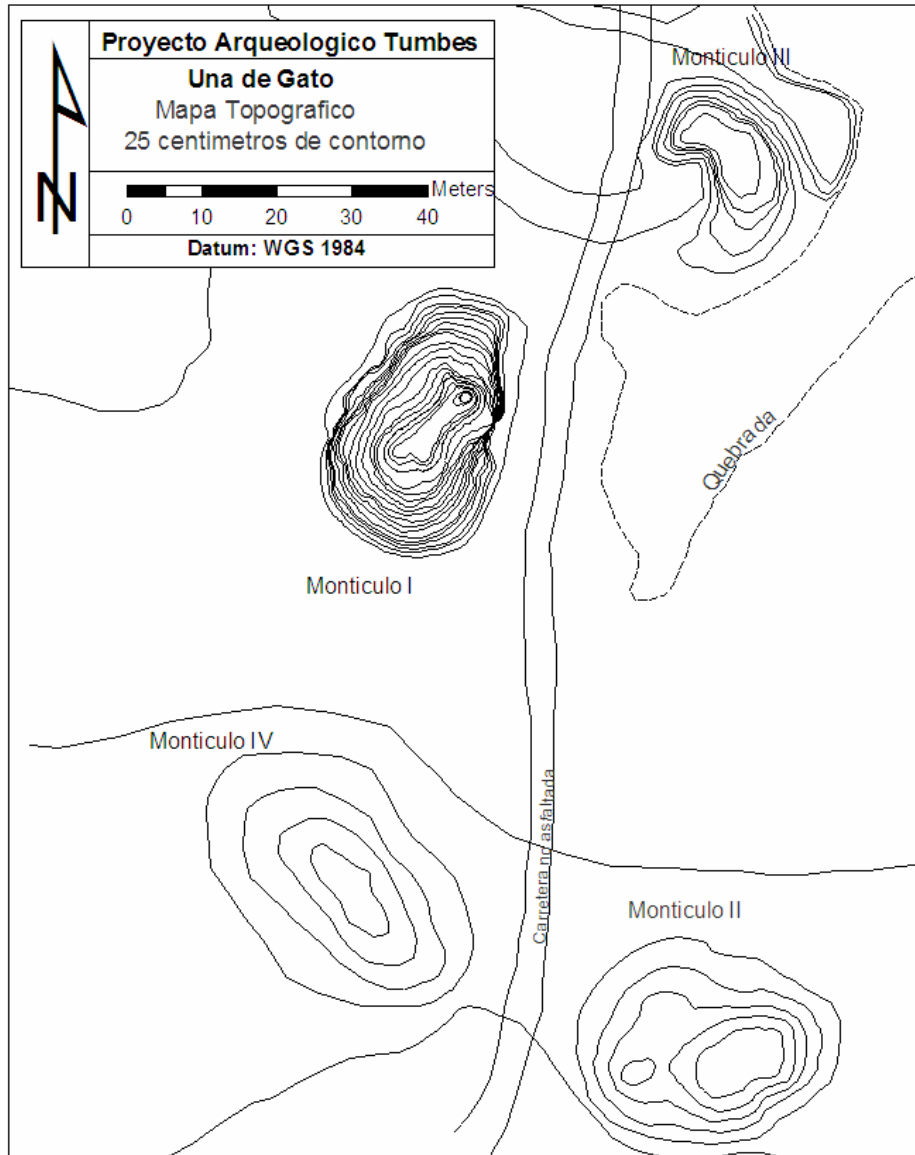 Proyecto Arqueologico Tumbes
Una de Gato
Mapa Topografico
25 centimetros de contorno
Meters
0 10 20 30 40
Datum: WGS 1984
N
Monticulo III
Quebrada
Monticulo I
Monticulo IV
Carretera no asfaltada
Monticulo II